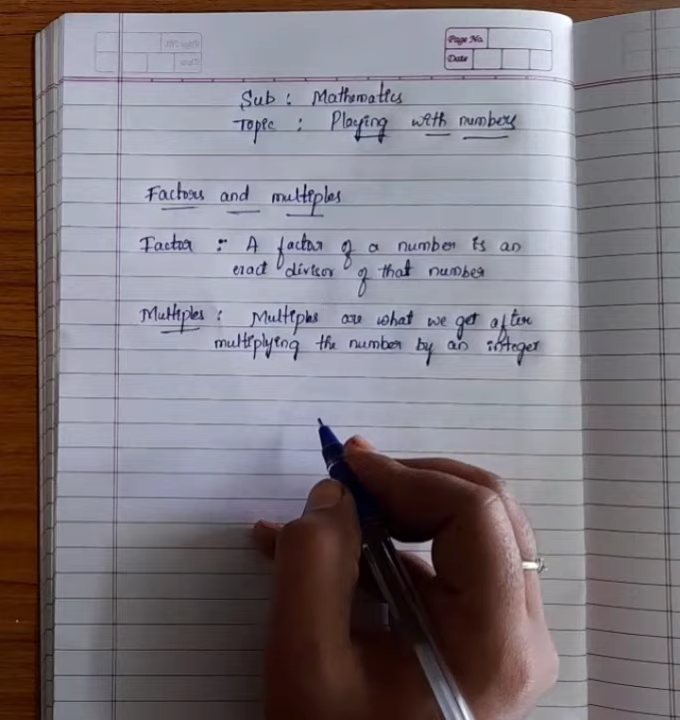 Page No.
Date
Sub : Mathematics
Topic : Playing with numbers
Factors and multiples
Factor :- A factor of a number is an
exact divisor of that number
Multiples : Multiples are what we get after
multiplying the number by an integer